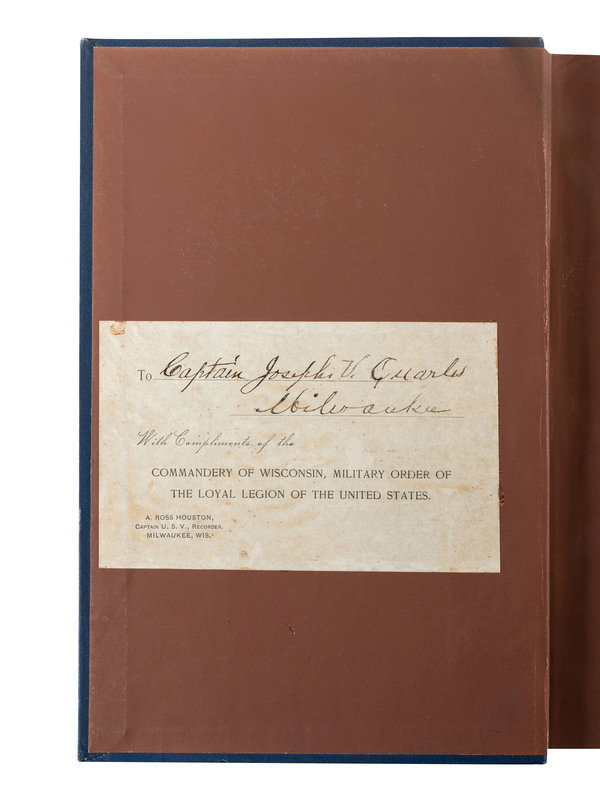 To Captain Joseph V. Quarles
Milwaukee
With Compliments of the
COMMANDERY OF WISCONSIN, MILITARY ORDER OF
THE LOYAL LEGION OF THE UNITED STATES.
A. ROSS HOUSTON,
CAPTAIN U. S. V., RECORDER,
MILWAUKEE, WIS.